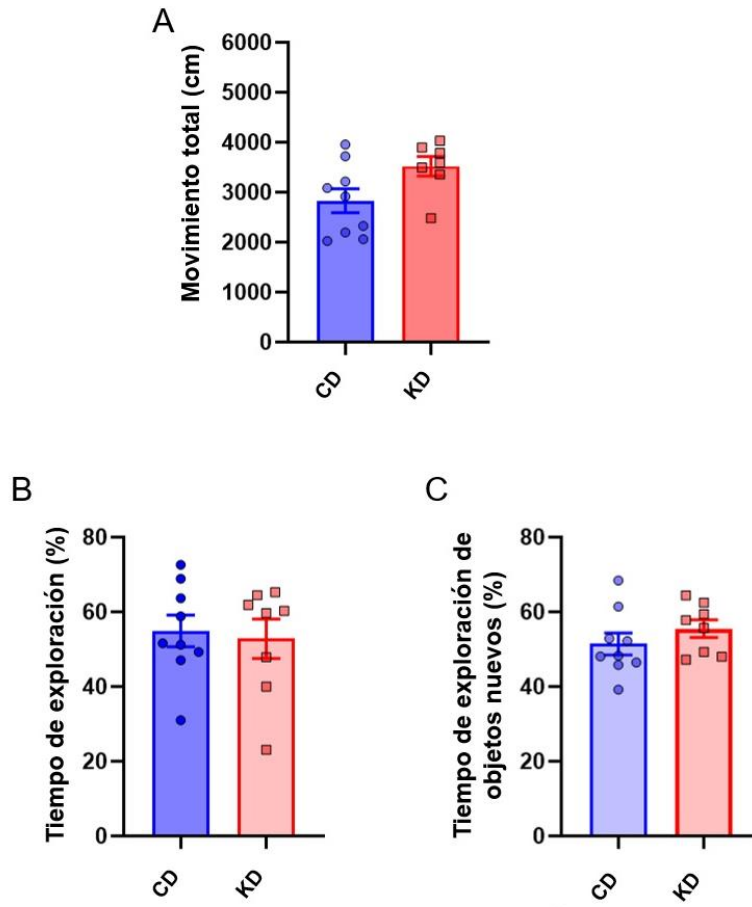 A
Movimiento total (cm)
6000
5000
4000
3000
2000
1000
0
CD
KD
B
Tiempo de exploración (%)
80
60
40
20
0
CD
KD
C
Tiempo de exploración de
objetos nuevos (%)
80
60
40
20
0
CD
KD